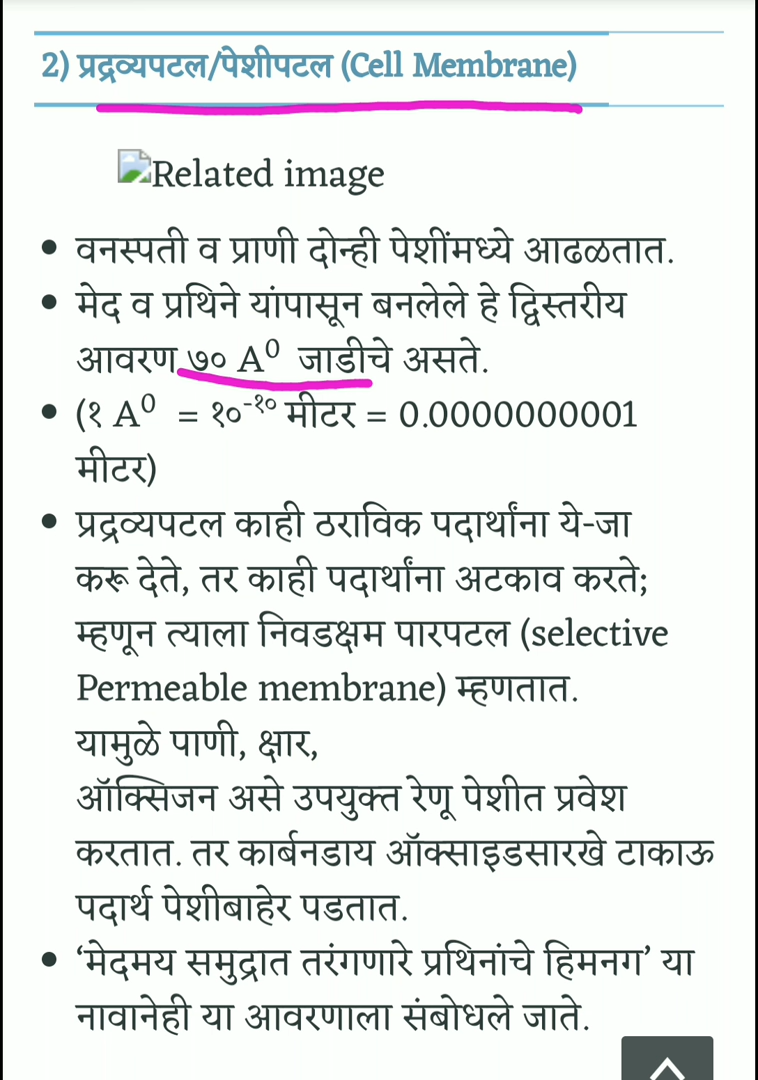 2) प्रद्रव्यपटल/पेशीपटल (Cell Membrane)
Related image
• वनस्पती व प्राणी दोन्ही पेशींमध्ये आढळतात.
• मेद व प्रथिने यांपासून बनलेले हे द्विस्तरीय
आवरण ७० A⁰ जाडीचे असते.
• (१ A⁰ = १०⁻¹⁰ मीटर = 0.0000000001
मीटर)
• प्रद्रव्यपटल काही ठराविक पदार्थांना ये-जा
करू देते, तर काही पदार्थांना अटकाव करते;
म्हणून त्याला निवडक्षम पारपटल (selective
Permeable membrane) म्हणतात.
यामुळे पाणी, क्षार,
ऑक्सिजन असे उपयुक्त रेणू पेशीत प्रवेश
करतात. तर कार्बनडाय ऑक्साइडसारखे टाकाऊ
पदार्थ पेशीबाहेर पडतात.
• ‘मेदमय समुद्रात तरंगणारे प्रथिनांचे हिमनग’ या
नावानेही या आवरणाला संबोधले जाते.